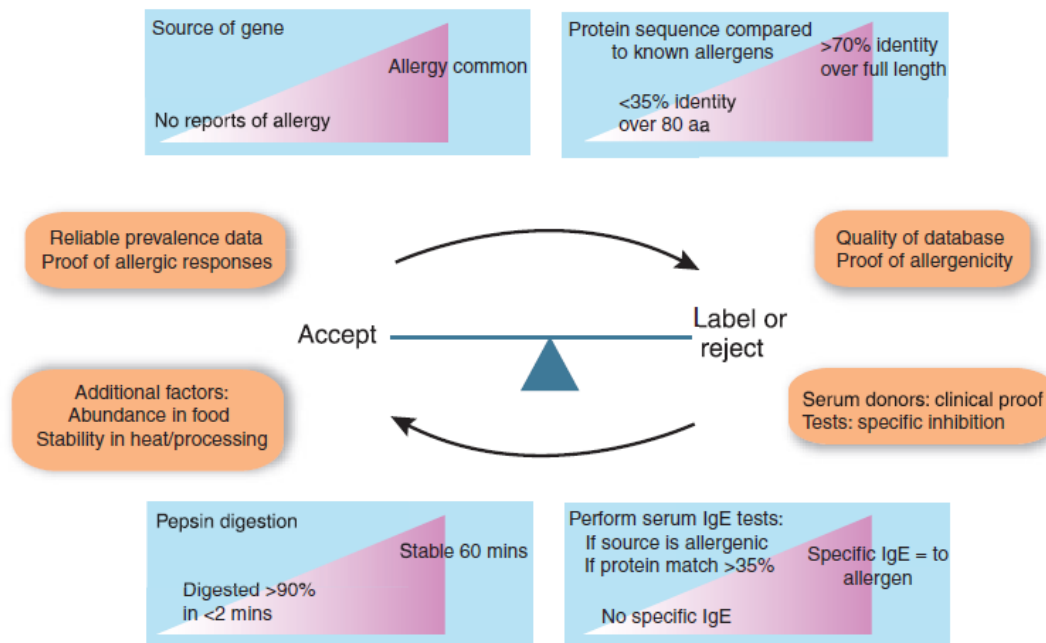 Source of gene
Allergy common
No reports of allergy
Protein sequence compared
to known allergens
>70% identity
over full length
<35% identity
over 80 aa
Reliable prevalence data
Proof of allergic responses
Quality of database
Proof of allergenicity
Accept
Label or
reject
Additional factors:
Abundance in food
Stability in heat/processing
Serum donors: clinical proof
Tests: specific inhibition
Pepsin digestion
Stable 60 mins
Digested >90%
in <2 mins
Perform serum IgE tests:
If source is allergenic
If protein match >35%
Specific IgE = to
allergen
No specific IgE